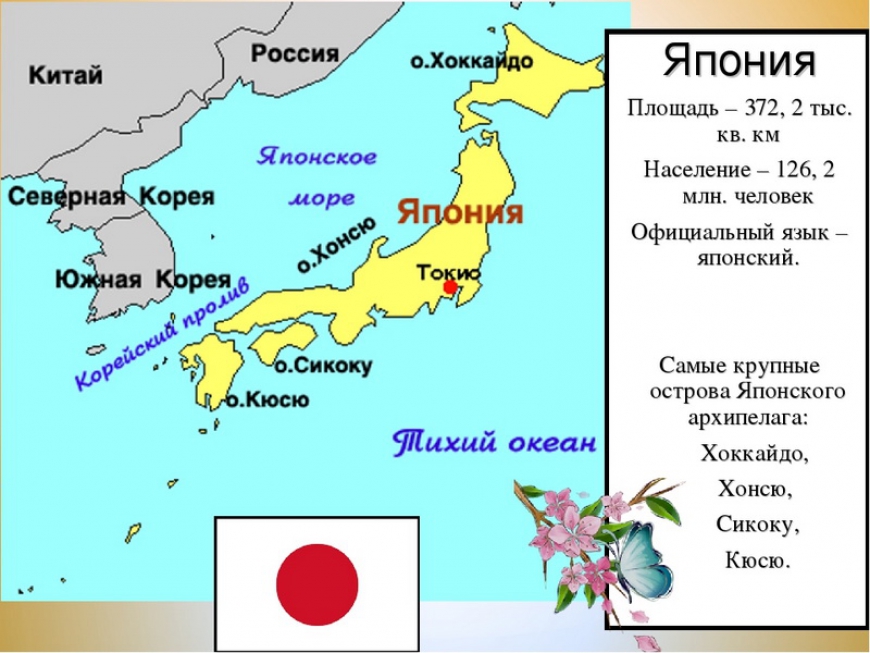 Китай
Россия
о.Хоккайдо
Японское
море
Северная Корея
Япония
о.Хонсю
Южная Корея
Токио
Корейский пролив
о.Сикоку
о.Кюсю
Тихий океан
Япония
Площадь – 372, 2 тыс.
кв. км
Население – 126, 2
млн. человек
Официальный язык –
японский.
Самые крупные
острова Японского
архипелага:
Хоккайдо,
Хонсю,
Сикоку,
Кюсю.